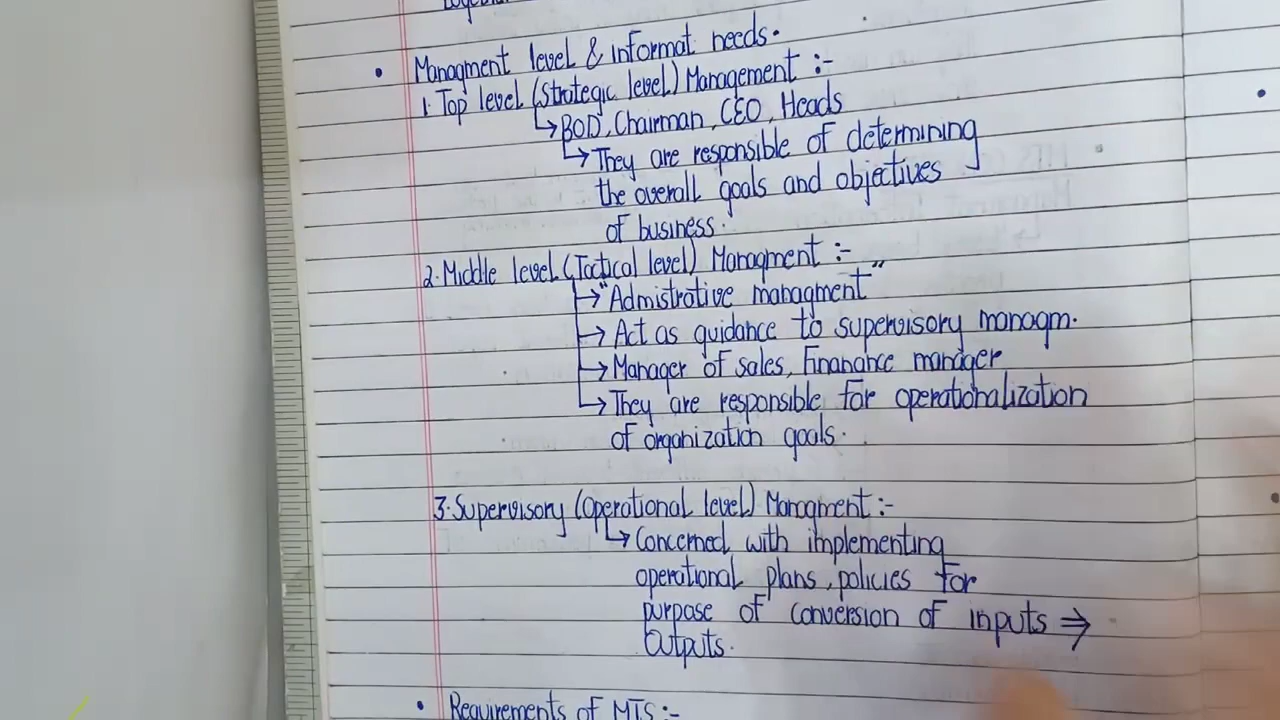 • Managment level & informat needs.
1. Top level (Strategic level) Management :-
↳ BOD, Chairman, CEO, Heads
↳ They are responsible of determining
the overall goals and objectives
of business.
2. Middle level (Tactical level) Managment :-
→ "Admistrative managment"
→ Act as guidance to supervisory managm.
→ Manager of sales, Finanance manager
→ They are responsible for operationalization
of organization goals.
3. Supervisory (Operational level) Managment :-
↳ Concerned with implementing
operational plans, policies for
purpose of conversion of inputs ⇒
Outputs.
• Requirements of MIS :-